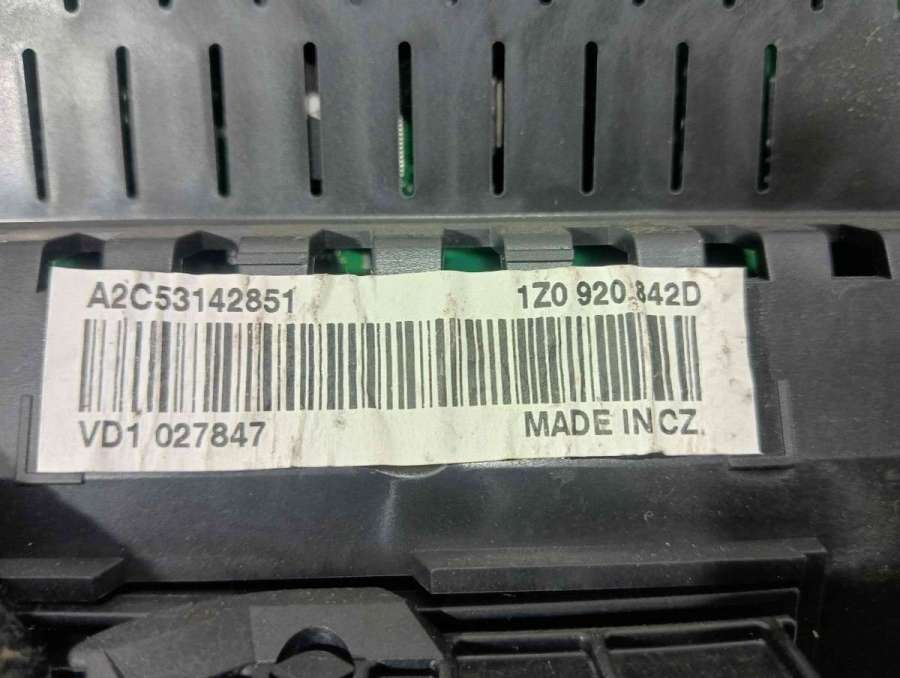 A2C53142851 1Z0 920 842D
VD1 027847 MADE IN CZ.